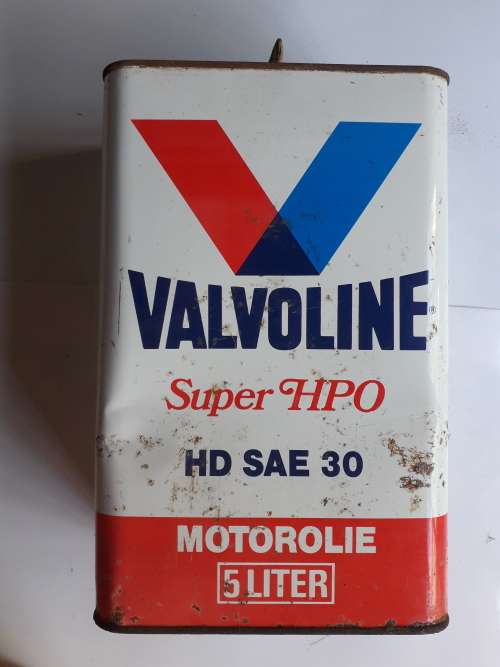 VALVOLINE®
Super HPO
HD SAE 30
MOTOROLIE
5 LITER